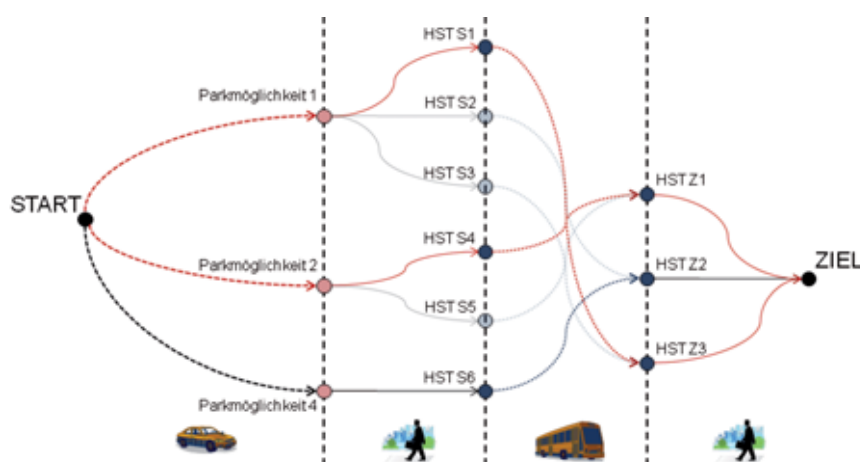 HST S1
Parkmöglichkeit 1
HST S2
HST S3
HST Z1
START
HST S4
Parkmöglichkeit 2
HST Z2
ZIEL
HST S5
HST Z3
HST S6
Parkmöglichkeit 4